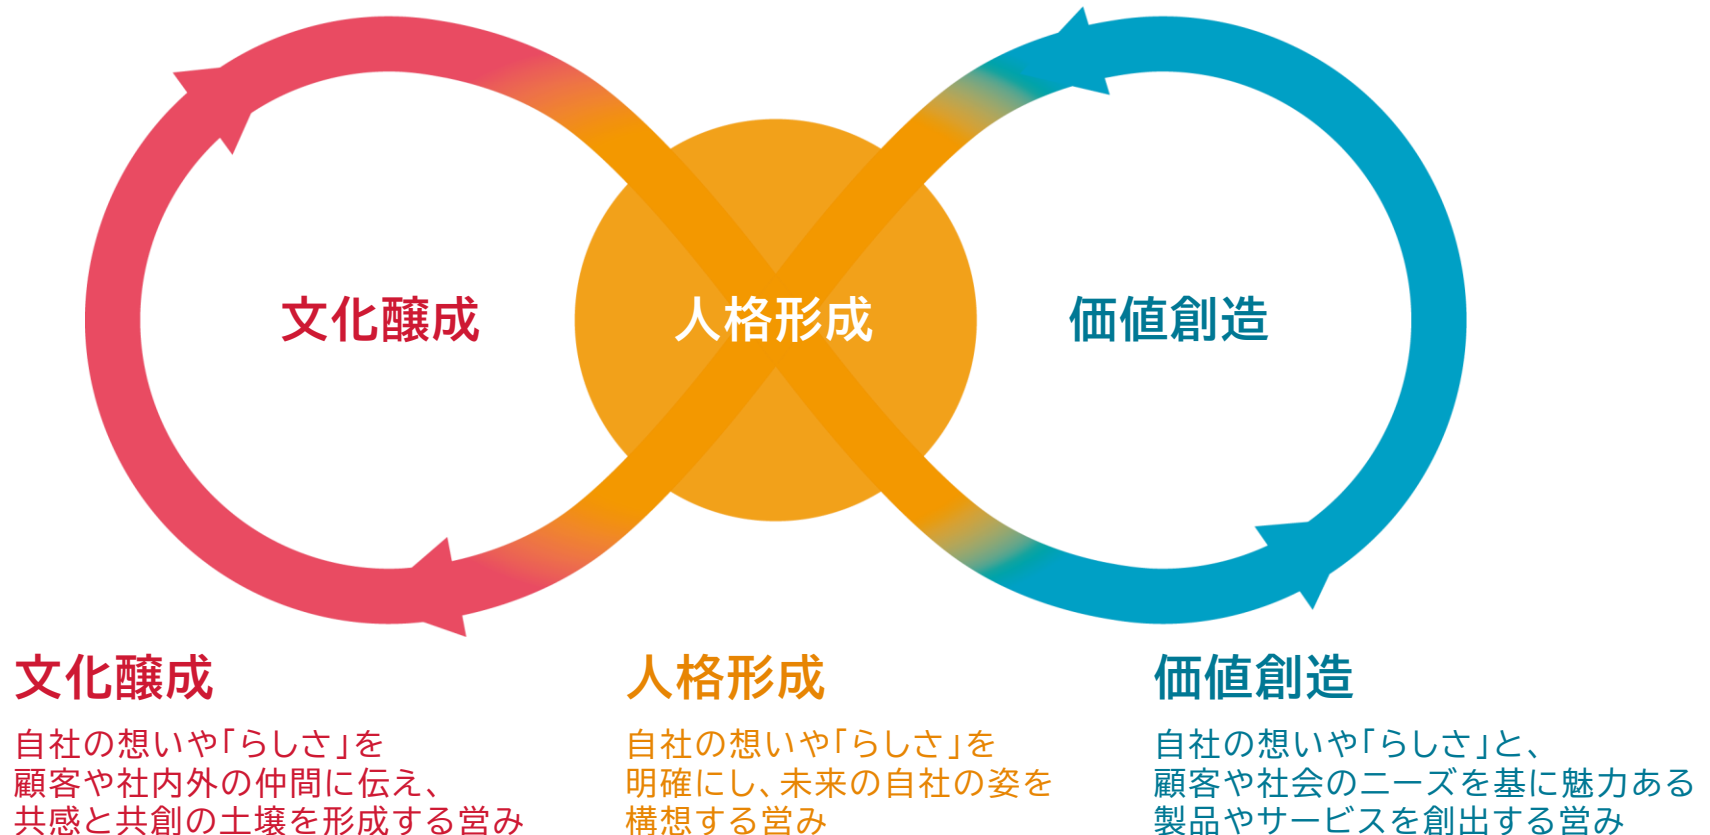 文化醸成
人格形成
価値創造
文化醸成
自社の想いや「らしさ」を
顧客や社内外の仲間に伝え、
共感と共創の土壌を形成する営み
人格形成
自社の想いや「らしさ」を
明確にし、未来の自社の姿を
構想する営み
価値創造
自社の想いや「らしさ」と、
顧客や社会のニーズを基に魅力ある
製品やサービスを創出する営み